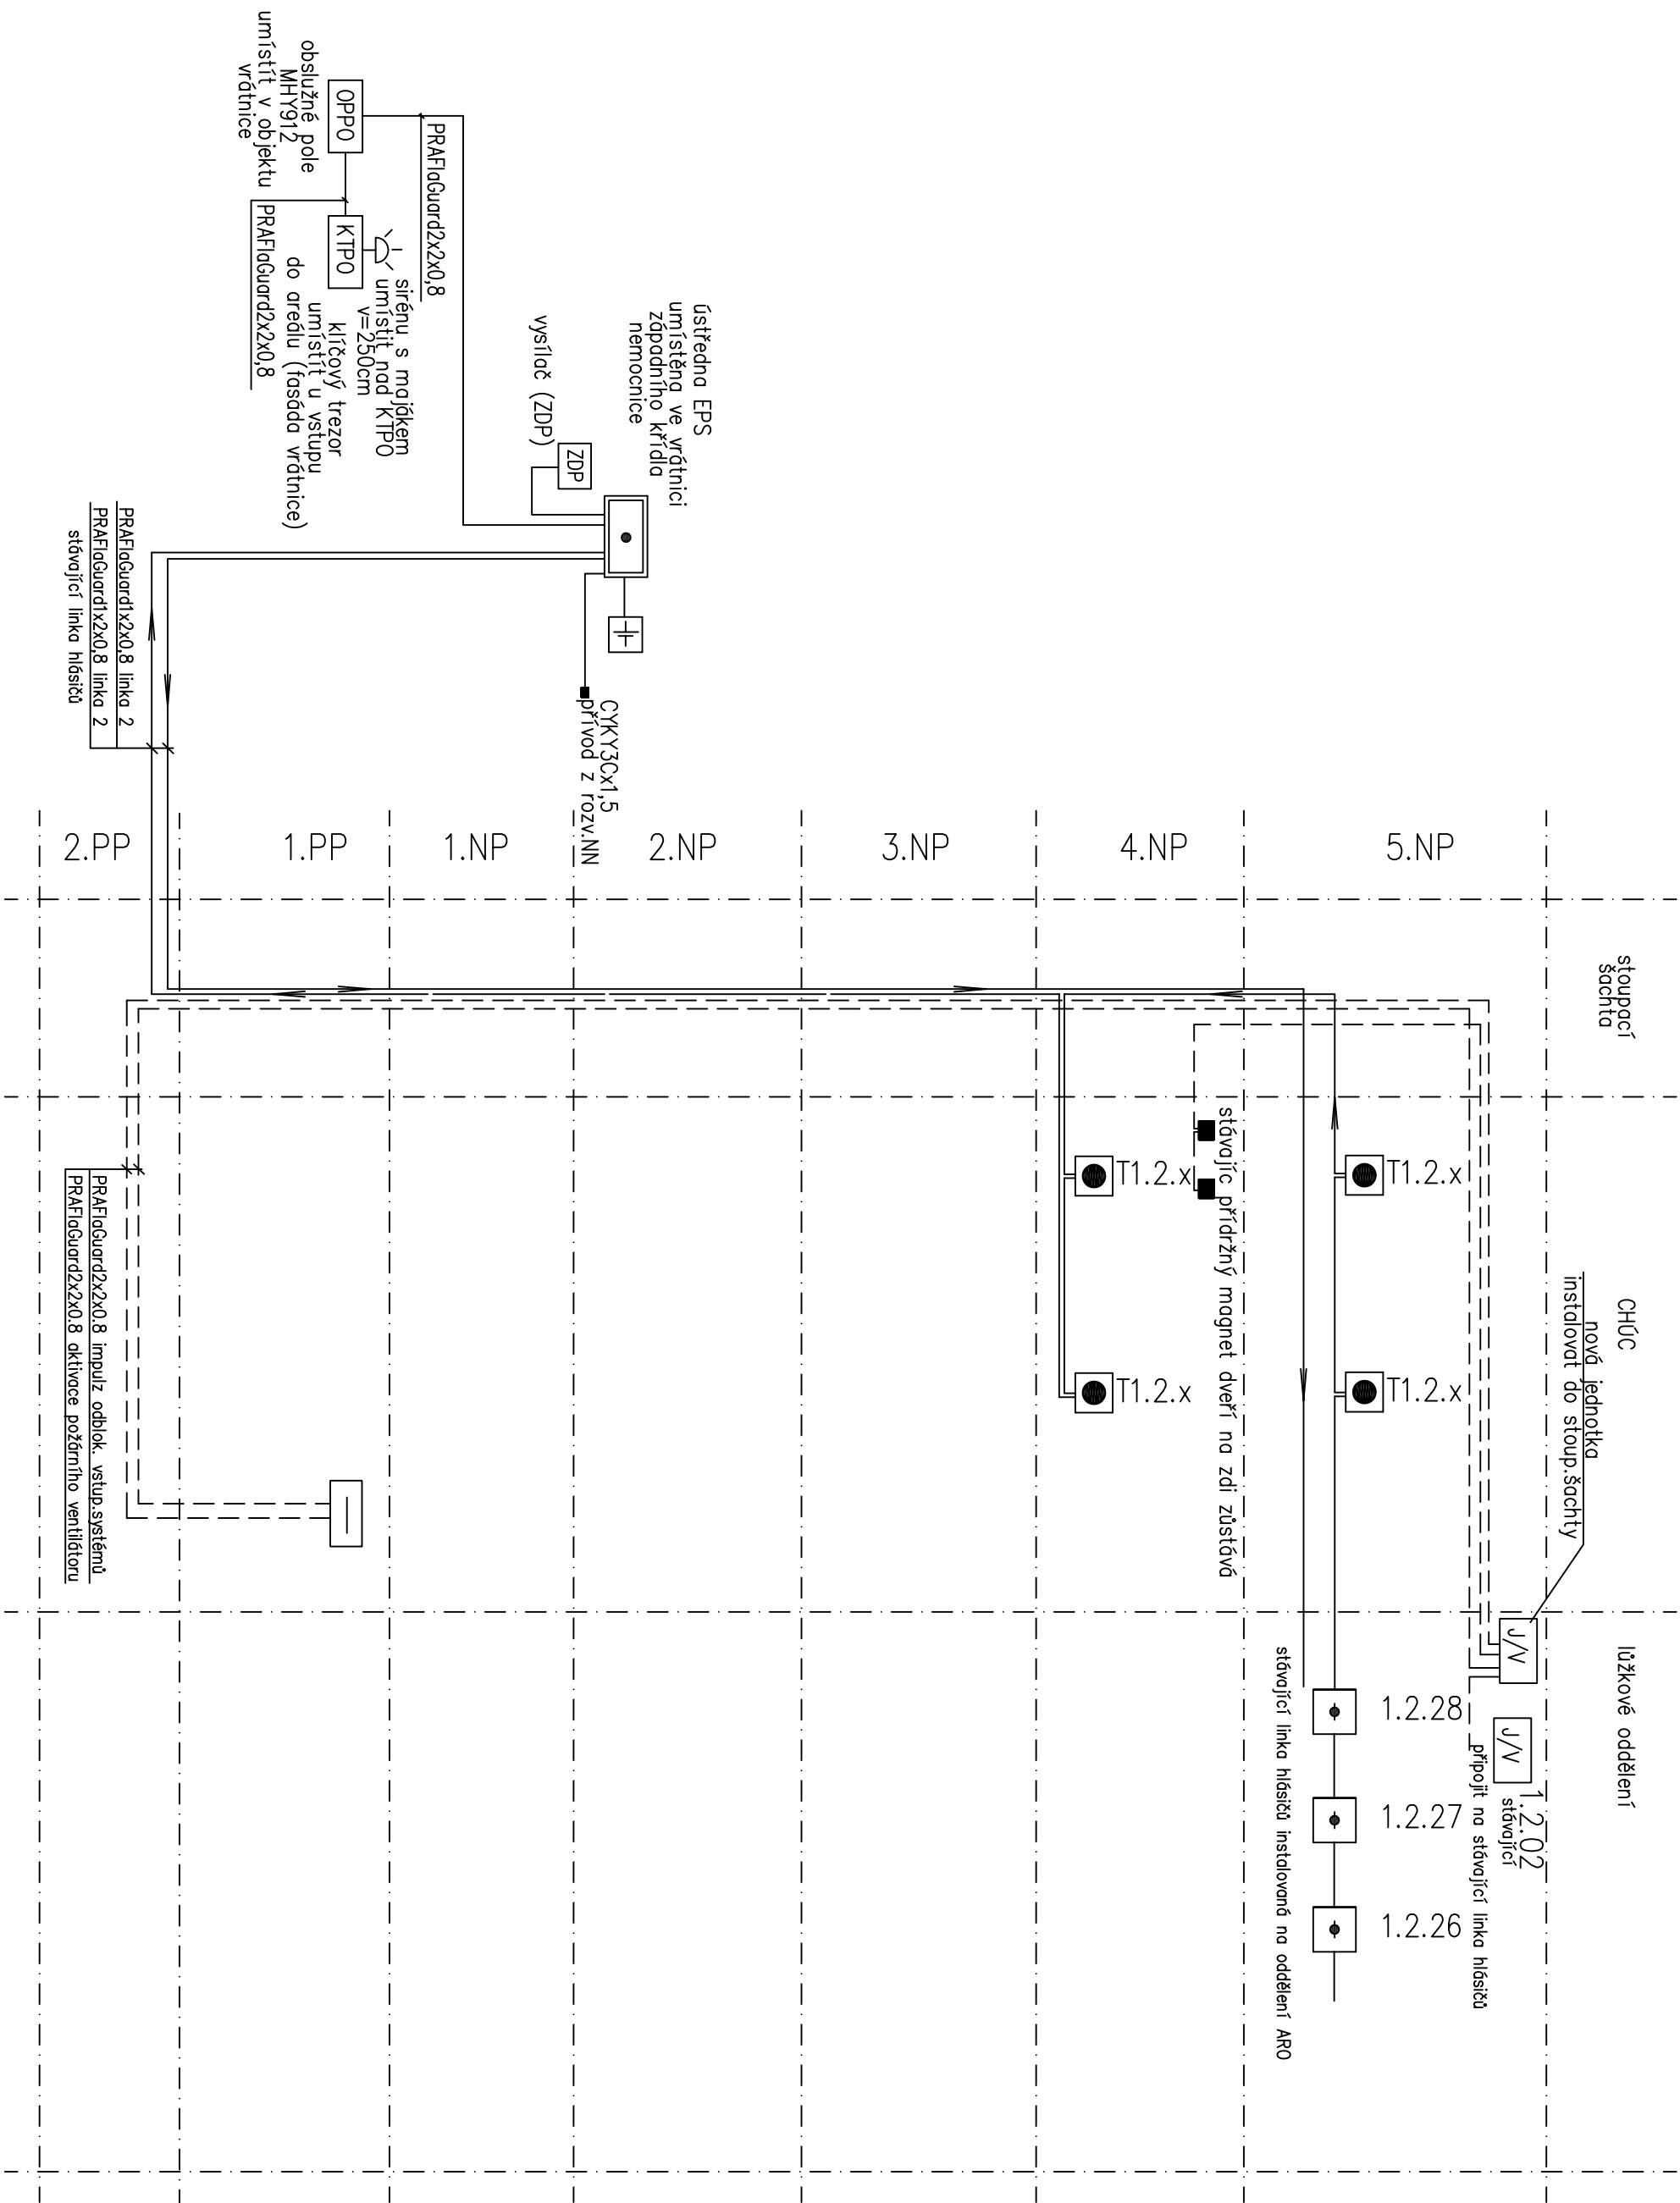 stoupací
šachta
CHÚC
lůžkové oddělení
nová jednotka
instalovat do stoup.šachty
J/V
J/V
1.2.02
stávající
připojit na stávající linka hlásičů
5.NP
T1.2.x
T1.2.x
1.2.28
1.2.27
1.2.26
stávající linka hlásičů instalovaná na oddělení ARO
stávajíc přídržný magnet dveří na zdi zůstává
4.NP
T1.2.x
T1.2.x
3.NP
2.NP
1.NP
1.PP
2.PP
ústředna EPS
umístěna ve vrátnici
západního křídla
nemocnice
CYKY3Cx1,5
přívod z rozv.NN
ZDP
vysílač (ZDP)
PRAFlaGuard2x2x0,8
sirénu s majákem
umístit nad KTPO
v=250cm
OPPO
KTPO
klíčový trezor
umístit u vstupu
do areálu (fasáda vrátnice)
obslužné pole
MHY912
umístít v objektu
vrátnice
PRAFlaGuard2x2x0,8
PRAFlaGuard1x2x0,8 linka 2
PRAFlaGuard1x2x0,8 linka 2
stávající linka hlásičů
PRAFlaGuard2x2x0.8 impulz odblok. vstup.systémů
PRAFlaGuard2x2x0.8 aktivace požárního ventilátoru